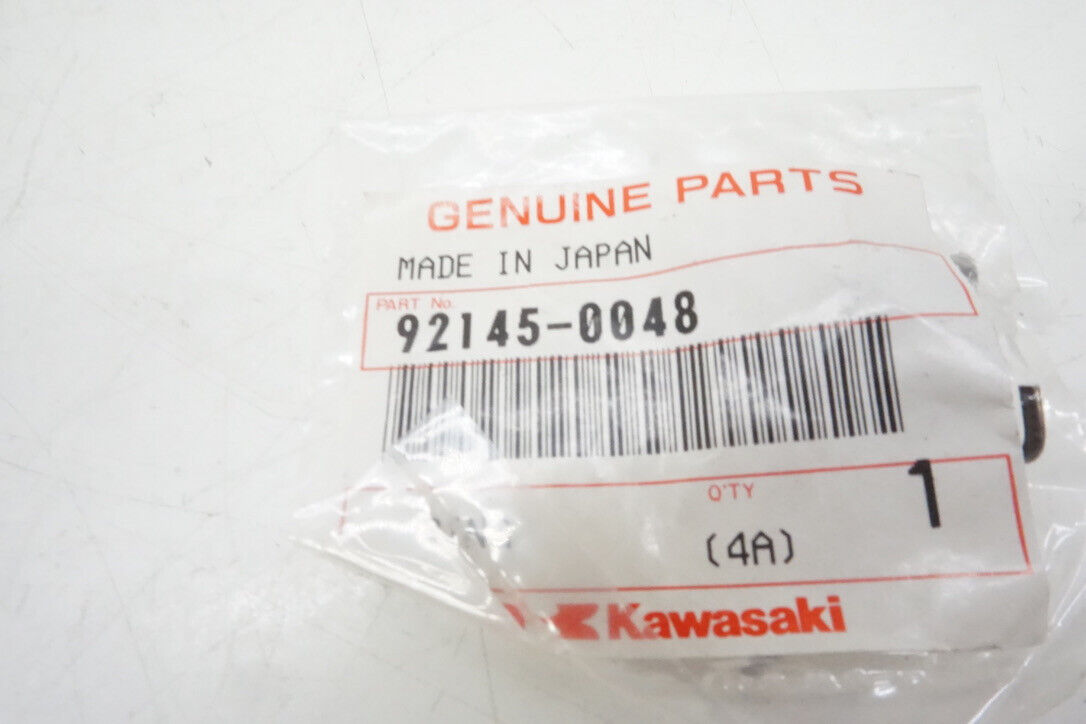 GENUINE PARTS
MADE IN JAPAN
PART No.
92145-0048
Q'TY
1
(4A)
Kawasaki